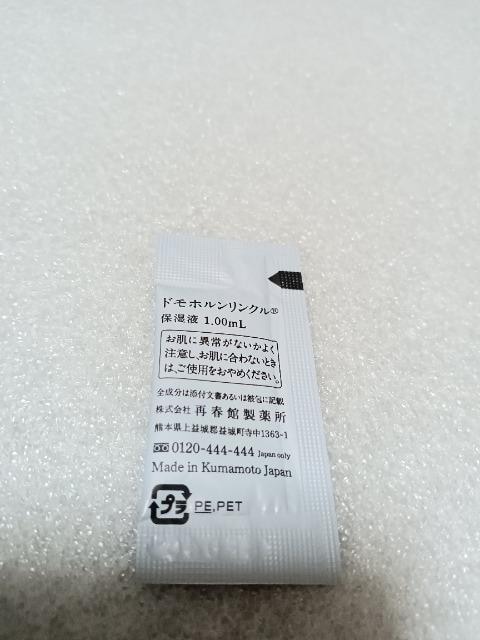 ドモホルンリンクル®
保湿液 1.00mL
お肌に異常がないかよく
注意し、お肌に合わないとき
は、ご使用をおやめください。
全成分は添付文書あるいは被包に記載
株式会社 再春館製薬所
熊本県上益城郡益城町寺中1363-1
0120-444-444 Japan only
Made in Kumamoto Japan
プラ PE,PET